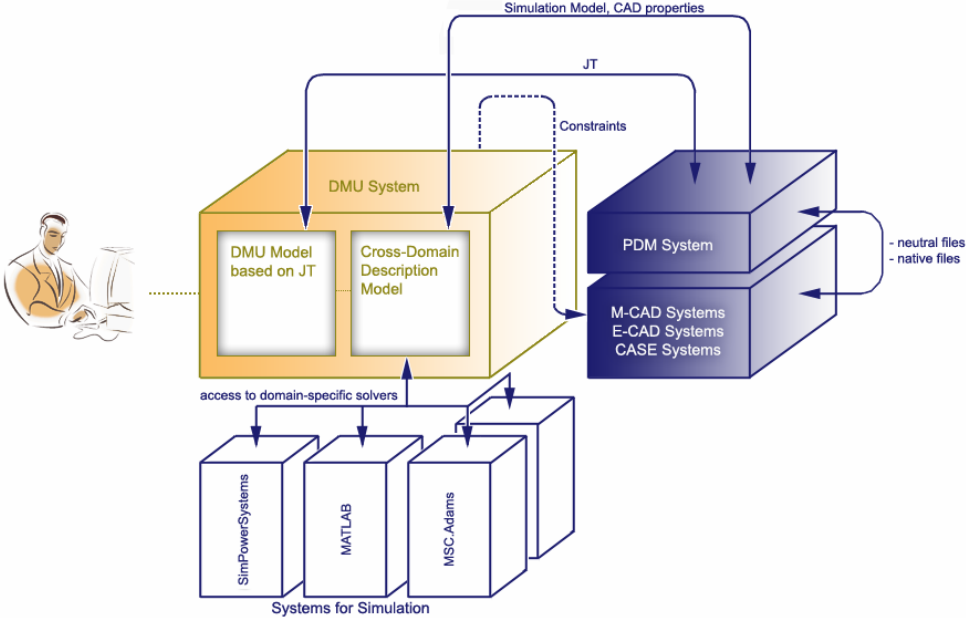 Simulation Model, CAD properties
JT
Constraints
DMU System
DMU Model
based on JT
Cross-Domain
Description
Model
PDM System
- neutral files
- native files
M-CAD Systems
E-CAD Systems
CASE Systems
access to domain-specific solvers
SimPowerSystems
MATLAB
MSC.Adams
Systems for Simulation